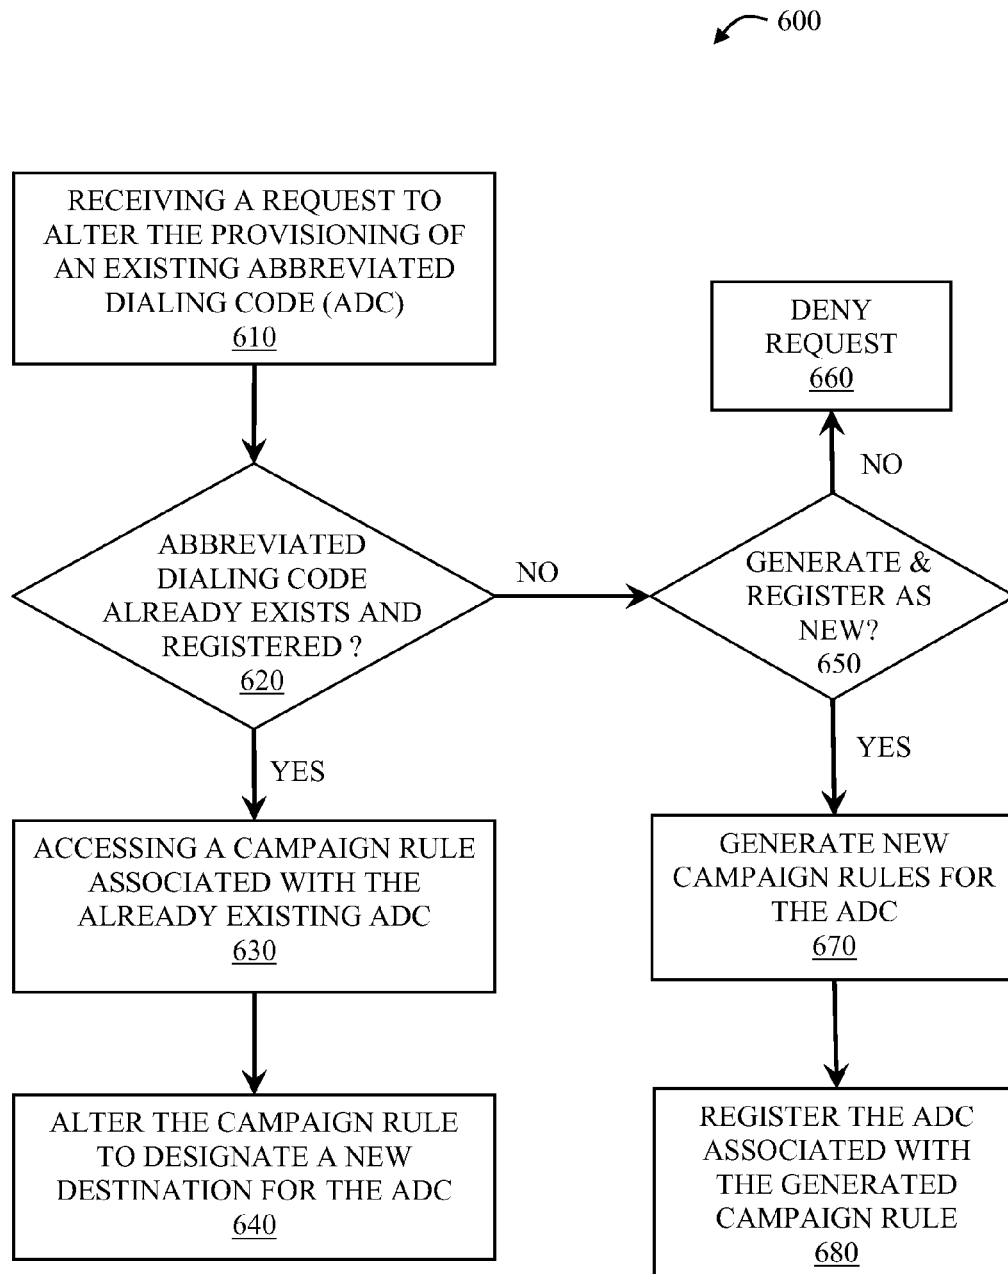 600
RECEIVING A REQUEST TO
ALTER THE PROVISIONING OF
AN EXISTING ABBREVIATED
DIALING CODE (ADC)
610
ABBREVIATED
DIALING CODE
ALREADY EXISTS AND
REGISTERED ?
620
NO
YES
ACCESSING A CAMPAIGN RULE
ASSOCIATED WITH THE
ALREADY EXISTING ADC
630
ALTER THE CAMPAIGN RULE
TO DESIGNATE A NEW
DESTINATION FOR THE ADC
640
DENY
REQUEST
660
NO
GENERATE &
REGISTER AS
NEW?
650
YES
GENERATE NEW
CAMPAIGN RULES FOR
THE ADC
670
REGISTER THE ADC
ASSOCIATED WITH
THE GENERATED
CAMPAIGN RULE
680